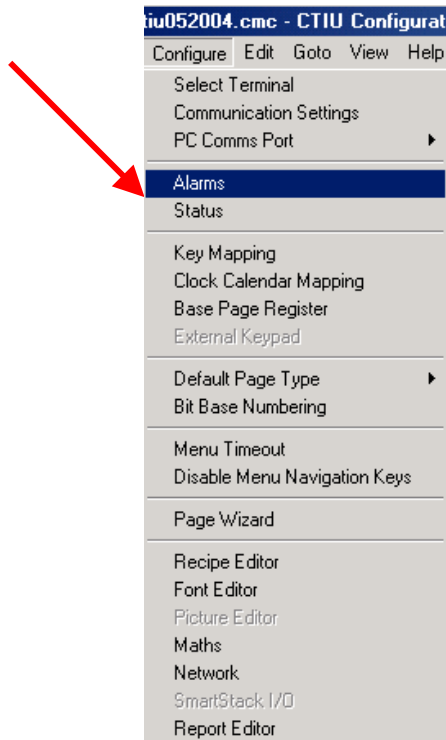 tiu052004.cmc - CTIU Configurat
Configure Edit Goto View Help
Select Terminal
Communication Settings
PC Comms Port
Alarms
Status
Key Mapping
Clock Calendar Mapping
Base Page Register
External Keypad
Default Page Type
Bit Base Numbering
Menu Timeout
Disable Menu Navigation Keys
Page Wizard
Recipe Editor
Font Editor
Picture Editor
Maths
Network
SmartStack I/O
Report Editor